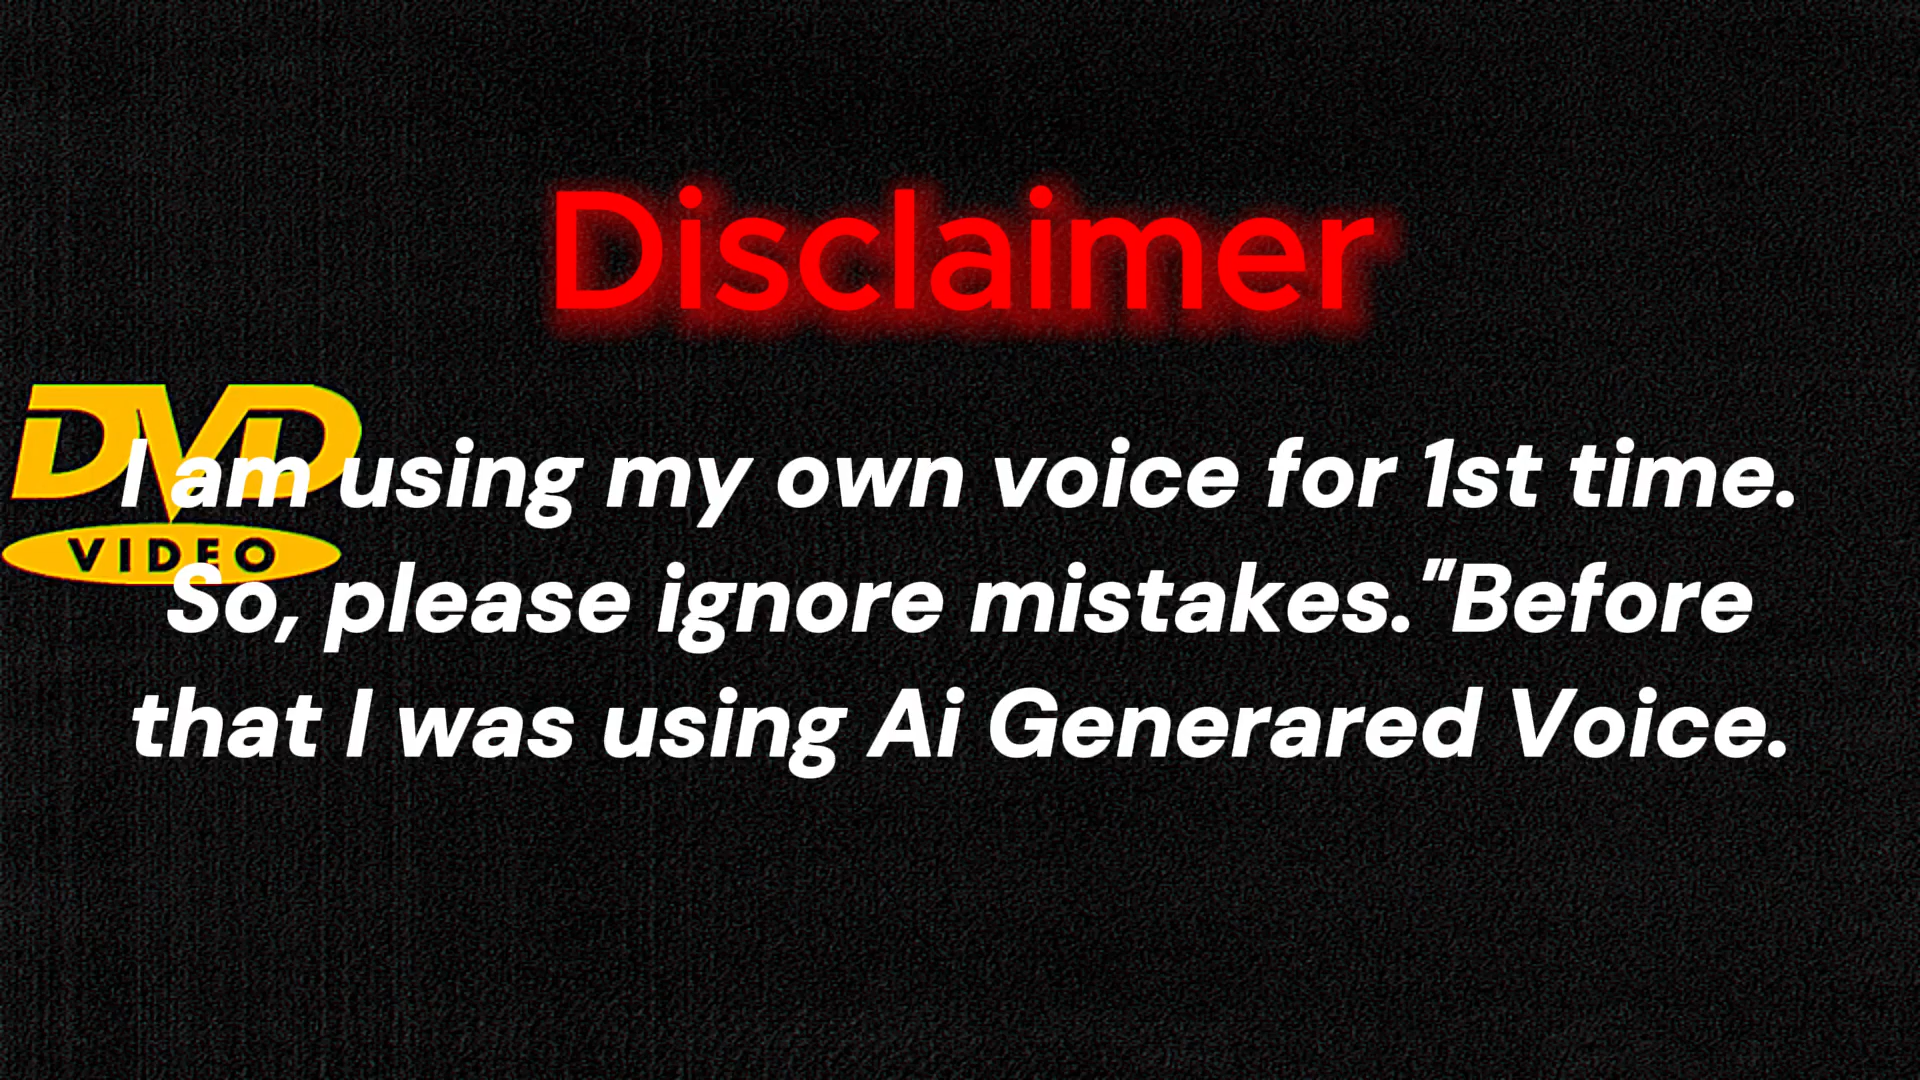 Disclaimer
DVD
VIDEO
I am using my own voice for 1st time.
So, please ignore mistakes."Before
that I was using Ai Generared Voice.